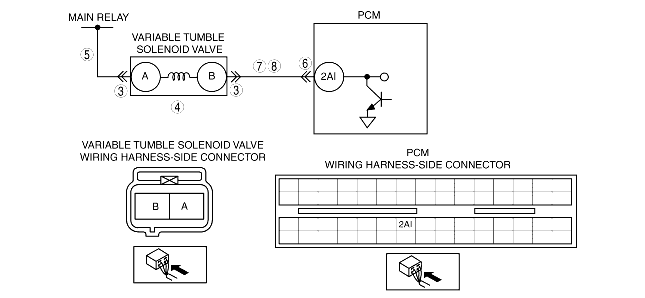 MAIN RELAY
PCM
VARIABLE TUMBLE
SOLENOID VALVE
5
7 8
6
A
B
2AI
3
3
4
VARIABLE TUMBLE SOLENOID VALVE
WIRING HARNESS-SIDE CONNECTOR
PCM
WIRING HARNESS-SIDE CONNECTOR
B A
2AI